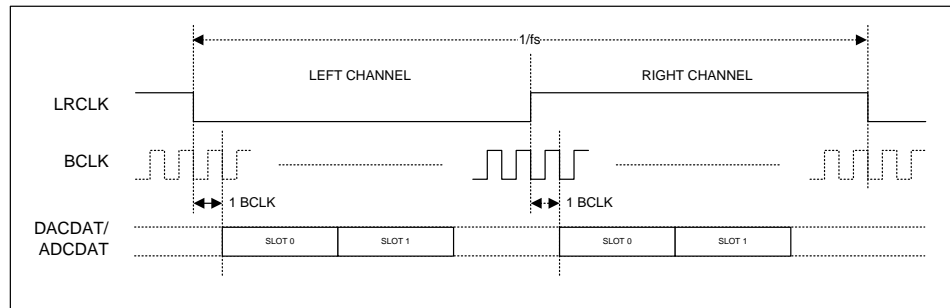 1/fs
LEFT CHANNEL RIGHT CHANNEL
LRCLK
BCLK
1 BCLK 1 BCLK
DACDAT/
ADCDAT
SLOT 0 SLOT 1 SLOT 0 SLOT 1